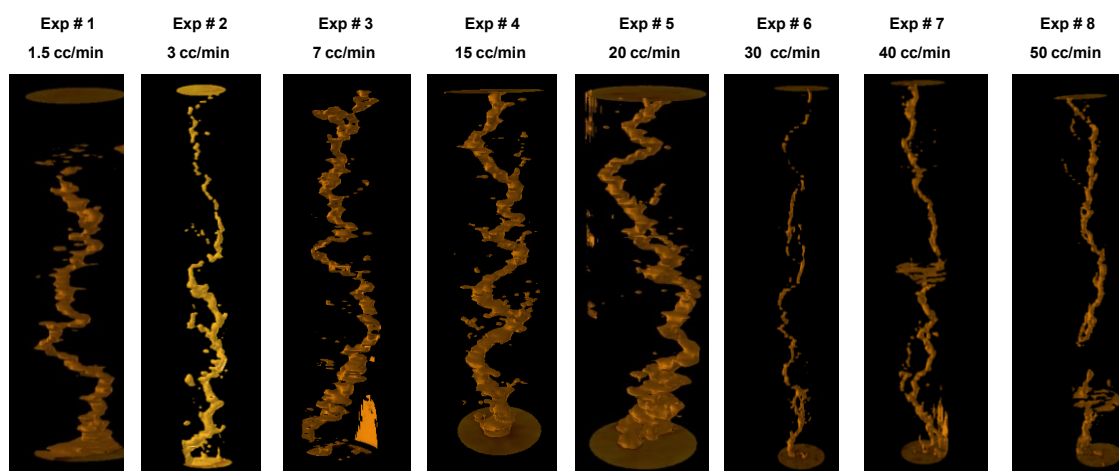 Exp # 1
1.5 cc/min
Exp # 2
3 cc/min
Exp # 3
7 cc/min
Exp # 4
15 cc/min
Exp # 5
20 cc/min
Exp # 6
30  cc/min
Exp # 7
40 cc/min
Exp # 8
50 cc/min